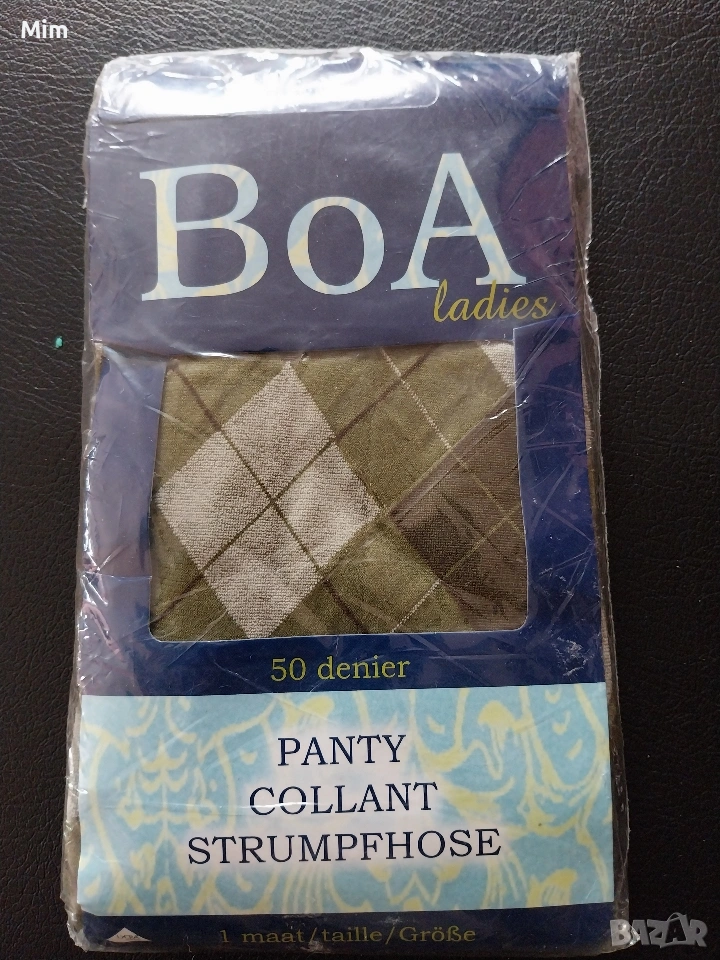 Mim
BoA
ladies
50 denier
PANTY
COLLANT
STRUMPFHOSE
1 maat/taille/Größe
BAZAR